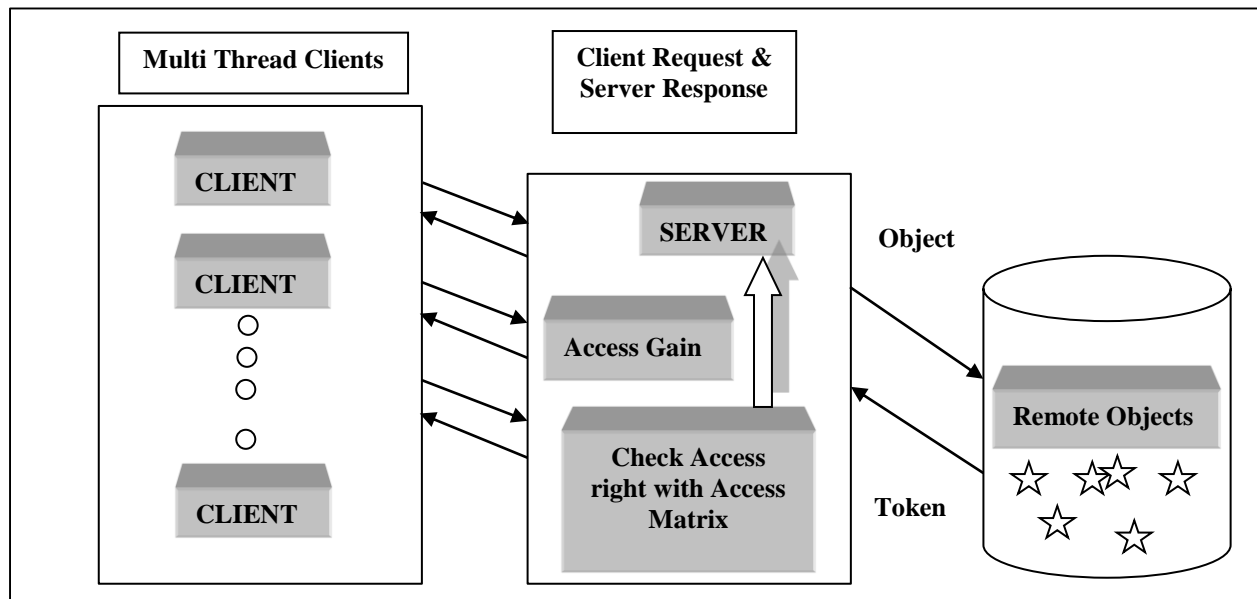 Multi Thread Clients
Client Request &
Server Response
CLIENT
CLIENT
CLIENT
SERVER
Access Gain
Check Access
right with Access
Matrix
Object
Token
Remote Objects